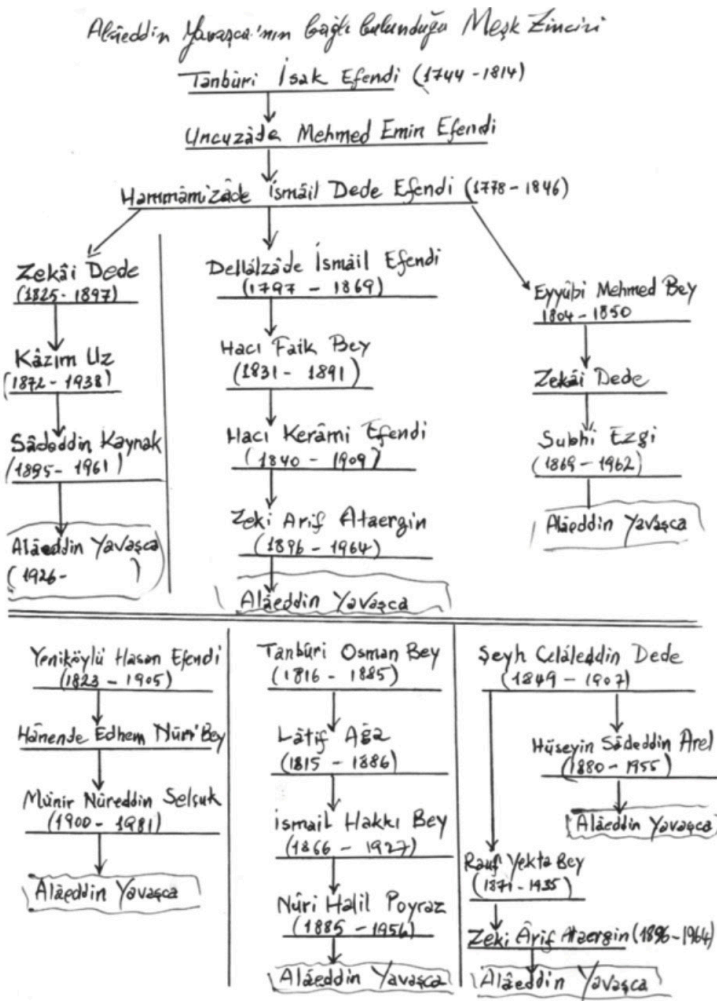 Alâeddin Yavaşca'nın bağlı bulunduğu Meşk Zinciri
Tanbûri İsak Efendi (1744-1814)
Uncuzâde Mehmed Emin Efendi
Hammâmizâde İsmâil Dede Efendi (1778-1846)
Zekâi Dede
(1825-1897)
Kâzım Uz
(1872-1938)
Sâdeddin Kaynak
(1895-1961)
Alâeddin Yavaşca
(1926- )
Dellâlzâde İsmâil Efendi
(1797-1869)
Hacı Faik Bey
(1831-1891)
Hacı Kerâmi Efendi
(1840-1909)
Zeki Arif Ataergin
(1896-1964)
Alâeddin Yavaşca
Eyyûbi Mehmed Bey
1804-1850
Zekâi Dede
Subhi Ezgi
(1869-1962)
Alâeddin Yavaşca
Yeniköylü Hasan Efendi
(1823-1905)
Hânende Edhem Nûri Bey
Münir Nûreddin Selçuk
(1900-1981)
Alâeddin Yavaşca
Tanbûri Osman Bey
(1816-1885)
Lâtif Ağa
(1815-1886)
İsmail Hakkı Bey
(1866-1927)
Nûri Halil Poyraz
(1885-1956)
Alâeddin Yavaşca
Şeyh Celâleddin Dede
(1849-1907)
Hüseyin Sâdeddin Arel
(1880-1955)
Alâeddin Yavaşca
Rauf Yekta Bey
(1871-1935)
Zeki Ârif Ataergin (1896-1964)
Alâeddin Yavaşca